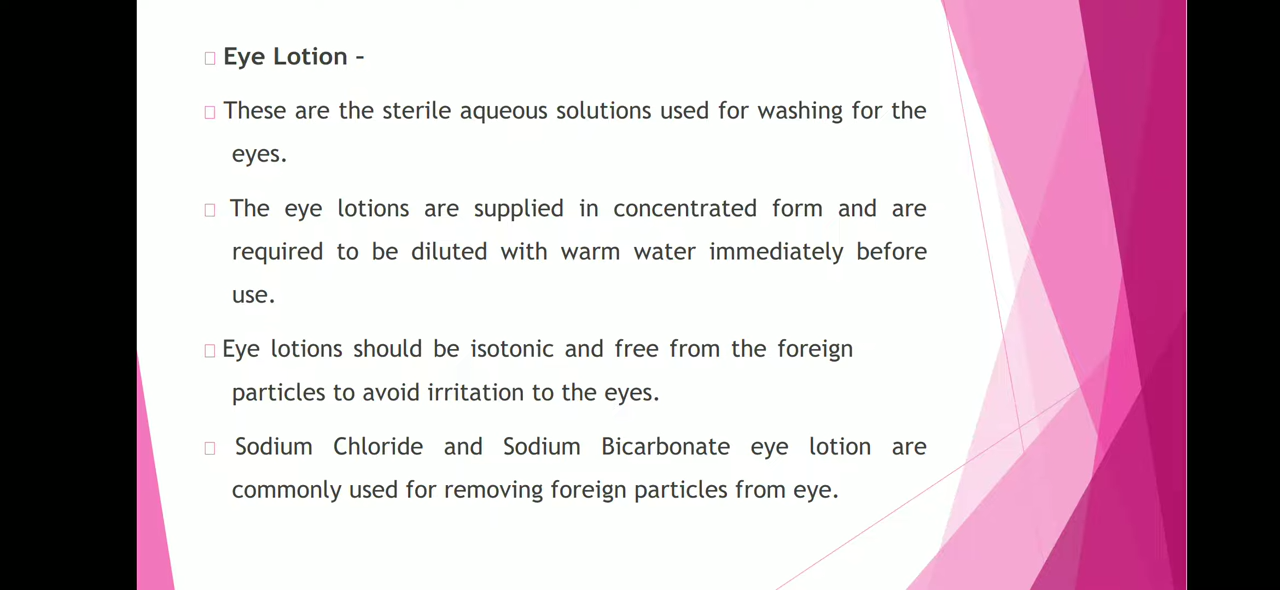 Eye Lotion –
These are the sterile aqueous solutions used for washing for the
eyes.
The eye lotions are supplied in concentrated form and are
required to be diluted with warm water immediately before
use.
Eye lotions should be isotonic and free from the foreign
particles to avoid irritation to the eyes.
Sodium Chloride and Sodium Bicarbonate eye lotion are
commonly used for removing foreign particles from eye.